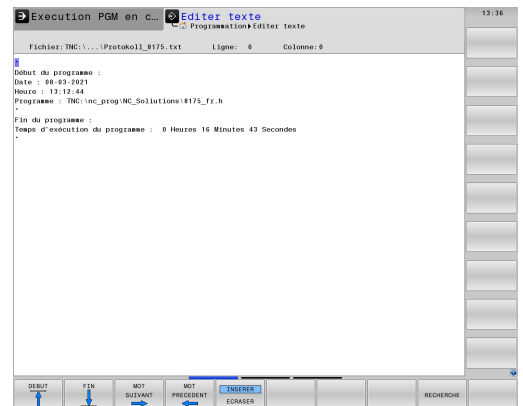 Execution PGM en c...
Editer texte
Programmation Editer texte
13:36
Fichier:TNC:\...\Protokoll_8175.txt Ligne: 0 Colonne:0
*
Début du programme :
Date : 08-03-2021
Heure : 13:12:44
Programme : TNC:\nc_prog\NC_Soliutions\8175_fr.h
*
Fin du programme :
Temps d'exécution du programme : 0 Heures 16 Minutes 43 Secondes
*
DEBUT
FIN
MOT SUIVANT
MOT PRECEDENT
INSERER
ECRASER
RECHERCHE